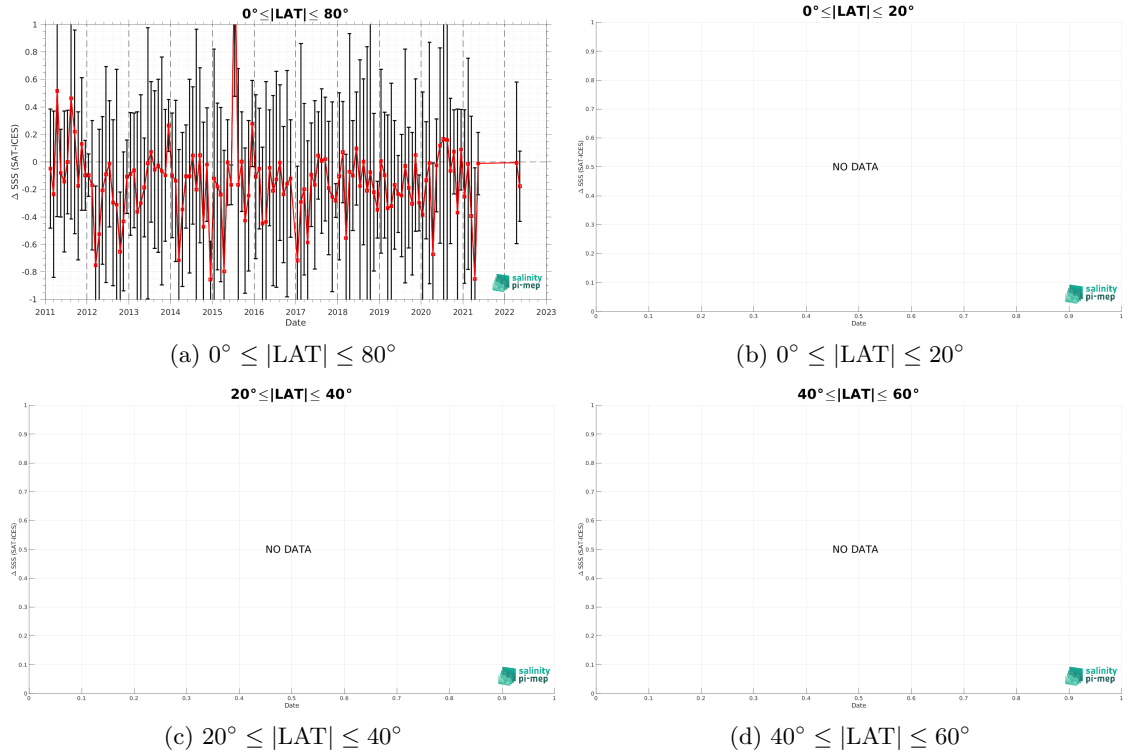 0°≤|LAT|≤ 80°
1
0.8
0.6
0.4
0.2
0
-0.2
-0.4
-0.6
-0.8
-1
Δ SSS (SAT-ICES)
2011 2012 2013 2014 2015 2016 2017 2018 2019 2020 2021 2022 2023
Date
salinity
pi-mep
(a) 0° ≤ |LAT| ≤ 80°
0°≤|LAT|≤ 20°
1
0.9
0.8
0.7
0.6
0.5
0.4
0.3
0.2
0.1
0
Δ SSS (SAT-ICES)
NO DATA
0 0.1 0.2 0.3 0.4 0.5 0.6 0.7 0.8 0.9 1
Date
salinity
pi-mep
(b) 0° ≤ |LAT| ≤ 20°
20°≤|LAT|≤ 40°
1
0.9
0.8
0.7
0.6
0.5
0.4
0.3
0.2
0.1
0
Δ SSS (SAT-ICES)
NO DATA
0 0.1 0.2 0.3 0.4 0.5 0.6 0.7 0.8 0.9 1
Date
salinity
pi-mep
(c) 20° ≤ |LAT| ≤ 40°
40°≤|LAT|≤ 60°
1
0.9
0.8
0.7
0.6
0.5
0.4
0.3
0.2
0.1
0
Δ SSS (SAT-ICES)
NO DATA
0 0.1 0.2 0.3 0.4 0.5 0.6 0.7 0.8 0.9 1
Date
salinity
pi-mep
(d) 40° ≤ |LAT| ≤ 60°